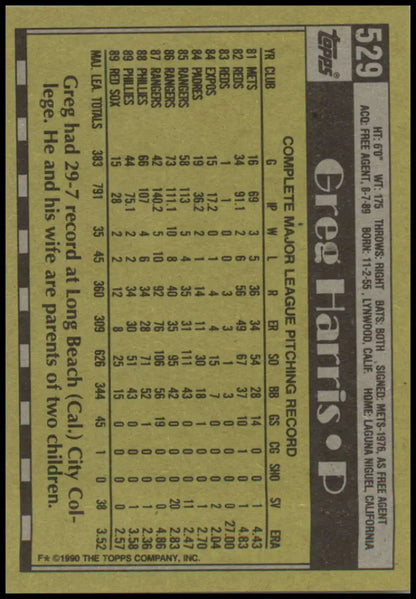 529
Topps®
HT: 6'0" WT: 175 THROWS: RIGHT BATS: BOTH SIGNED: METS-1976, AS FREE AGENT
ACQ: FREE AGENT, 8-7-89 BORN: 11-2-55, LYNWOOD, CALIF. HOME: LAGUNA NIGUEL, CALIFORNIA
Greg Harris • P
COMPLETE MAJOR LEAGUE PITCHING RECORD
YR CLUB G IP W L R ER SO BB GS CG SHO SV ERA
81 METS 16 69 3 5 36 34 54 28 14 0 0 1 4.43
82 REDS 34 91.1 2 6 56 49 67 37 10 1 0 1 4.83
83 REDS 1 1 0 0 3 3 1 3 0 0 0 0 27.00
84 EXPOS 15 17.2 0 1 4 4 15 7 0 0 0 2 2.04
84 PADRES 19 36.2 2 1 14 11 30 18 1 0 0 1 2.70
85 RANGERS 58 113 5 4 35 31 111 43 0 0 0 11 2.47
86 RANGERS 73 111.1 10 8 40 35 95 42 0 0 0 20 2.83
87 RANGERS 42 140.2 5 10 92 76 106 56 19 0 0 0 4.86
88 PHILLIES 66 107 4 6 34 28 71 52 1 0 0 1 2.36
89 PHILLIES 44 75.1 2 2 34 30 51 43 0 0 0 1 3.58
89 RED SOX 15 28 2 2 12 8 25 15 0 0 0 0 2.57
MAJ. LEA. TOTALS 383 791 35 45 360 309 626 344 45 1 0 38 3.52
Greg had 29-7 record at Long Beach (Cal.) City Col-
lege. He and his wife are parents of two children.
F* ©1990 THE TOPPS COMPANY, INC.